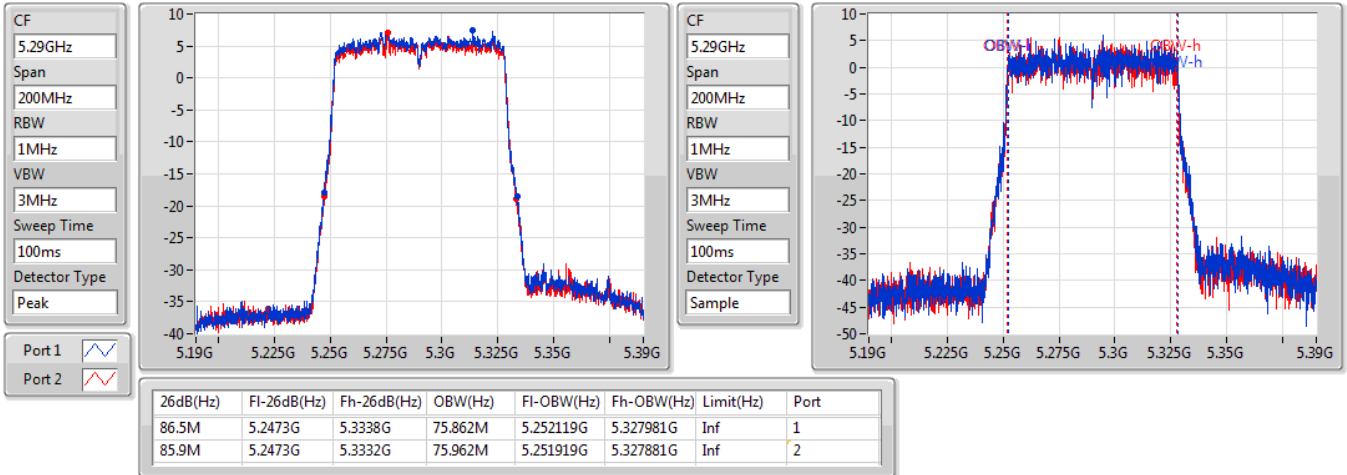 CF
5.29GHz
Span
200MHz
RBW
1MHz
VBW
3MHz
Sweep Time
100ms
Detector Type
Peak
Port 1
Port 2
10
5
0
-5
-10
-15
-20
-25
-30
-35
-40
5.19G 5.225G 5.25G 5.275G 5.3G 5.325G 5.35G 5.39G
CF
5.29GHz
Span
200MHz
RBW
1MHz
VBW
3MHz
Sweep Time
100ms
Detector Type
Sample
10
5
0
-5
-10
-15
-20
-25
-30
-35
-40
-45
-50
OBW-l
OBW-h
W-h
5.19G 5.225G 5.25G 5.275G 5.3G 5.325G 5.35G 5.39G
26dB(Hz) Fl-26dB(Hz) Fh-26dB(Hz) OBW(Hz) Fl-OBW(Hz) Fh-OBW(Hz) Limit(Hz) Port
86.5M 5.2473G 5.3338G 75.862M 5.252119G 5.327981G Inf 1
85.9M 5.2473G 5.3332G 75.962M 5.251919G 5.327881G Inf 2